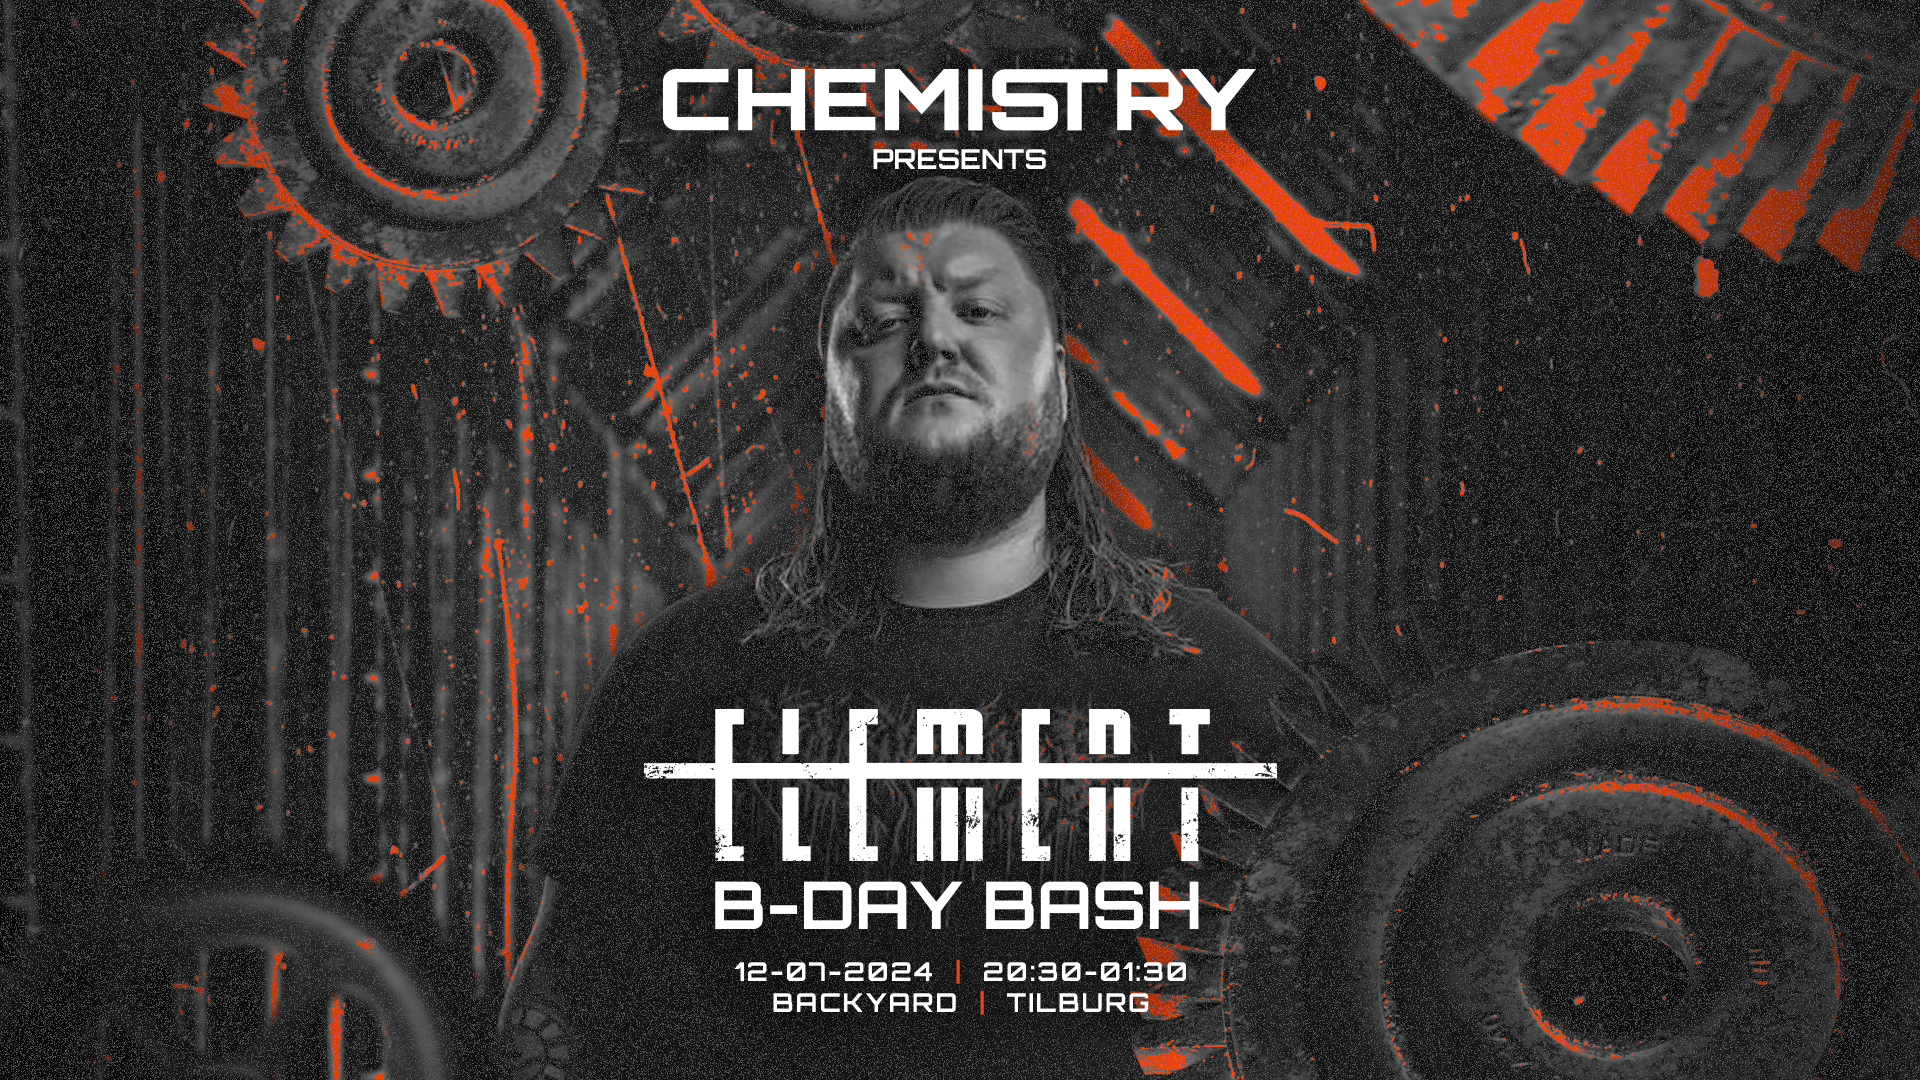 CHEMISTRY
PRESENTS
ELEMENT
B-DAY BASH
12-07-2024 | 20:30-01:30
BACKYARD | TILBURG